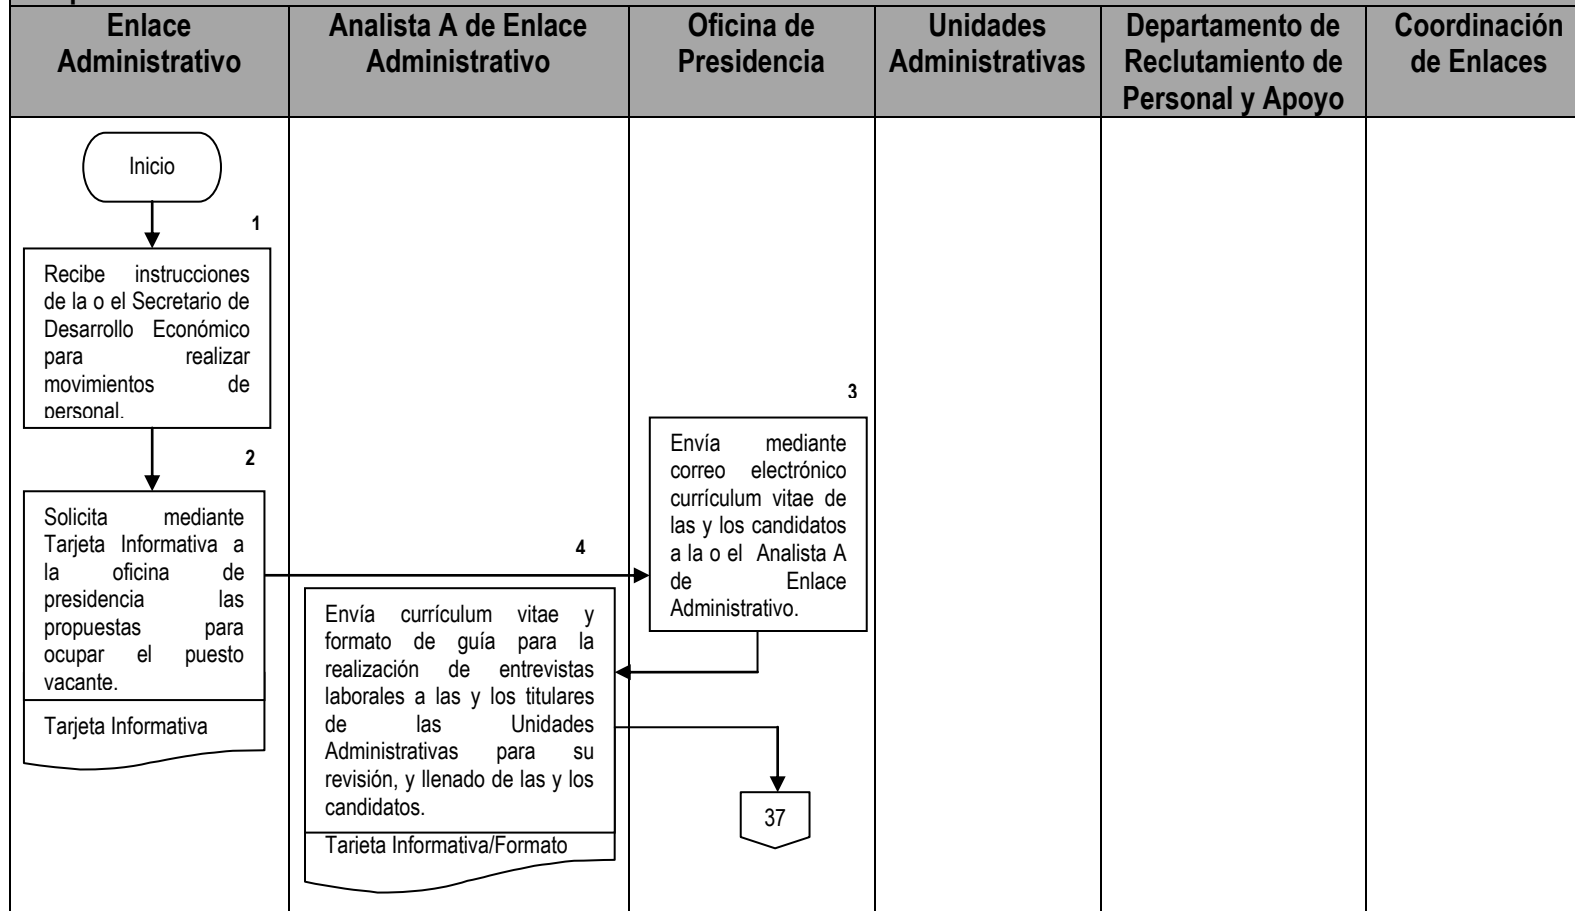 Enlace
Administrativo
Analista A de Enlace
Administrativo
Oficina de
Presidencia
Unidades
Administrativas
Departamento de
Reclutamiento de
Personal y Apoyo
Coordinación
de Enlaces
Inicio
1
Recibe instrucciones
de la o el Secretario de
Desarrollo Económico
para realizar
movimientos de
personal.
2
Solicita mediante
Tarjeta Informativa a
la oficina de
presidencia las
propuestas para
ocupar el puesto
vacante.
Tarjeta Informativa
3
Envía mediante
correo electrónico
currículum vitae de
las y los candidatos
a la o el Analista A
de Enlace
Administrativo.
4
Envía currículum vitae y
formato de guía para la
realización de entrevistas
laborales a las y los titulares
de las Unidades
Administrativas para su
revisión, y llenado de las y los
candidatos.
Tarjeta Informativa/Formato
37